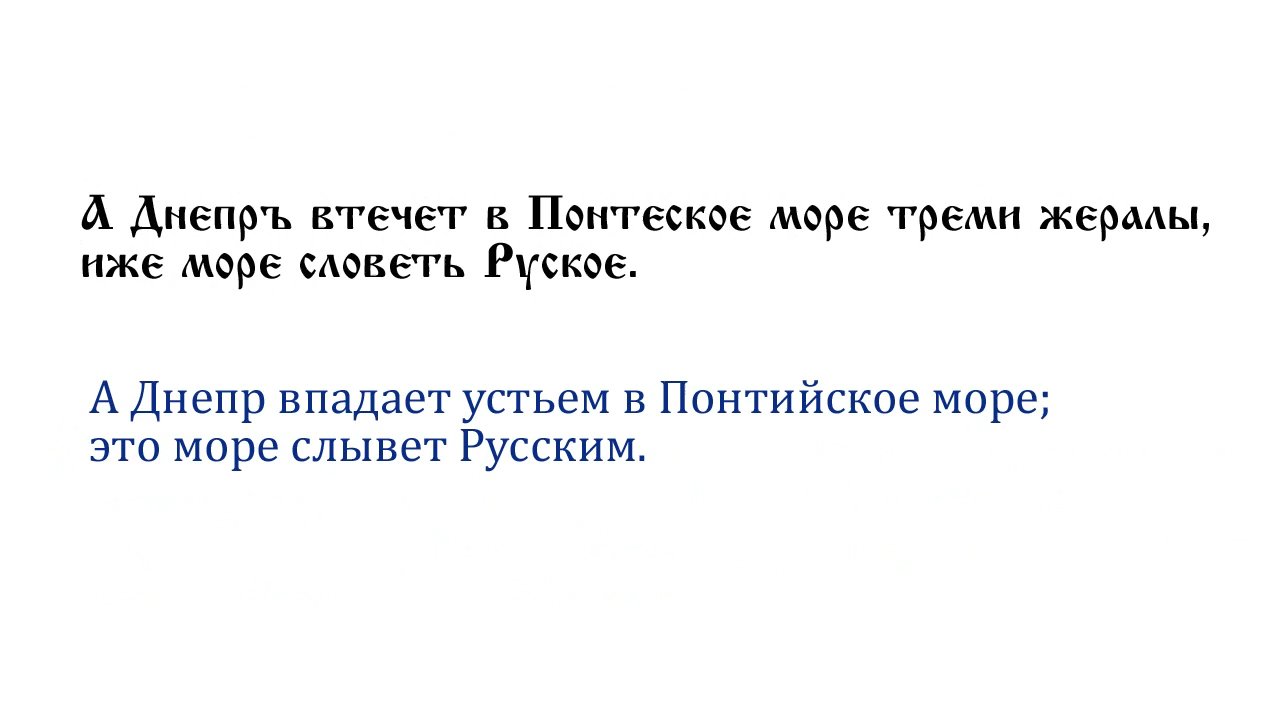 А Днепръ втечет в Понтеское море треми жералы,
иже море словеть Руское.
А Днепр впадает устьем в Понтийское море;
это море слывет Русским.